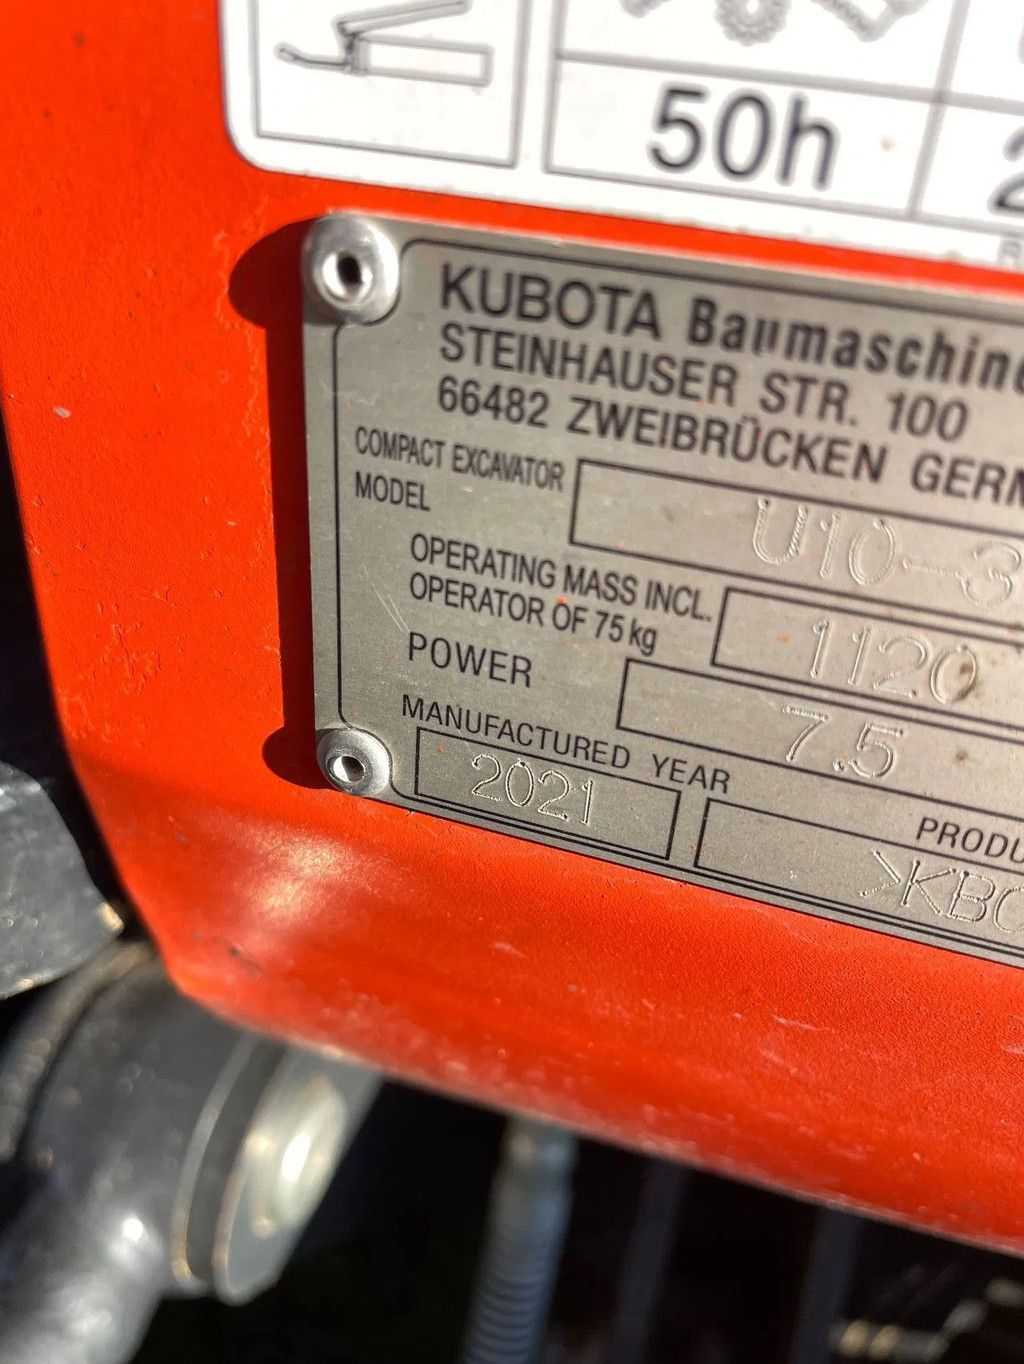 50h
KUBOTA Baumaschine
STEINHAUSER STR. 100
66482 ZWEIBRÜCKEN GERM
COMPACT EXCAVATOR
MODEL
U10-3
OPERATING MASS INCL.
OPERATOR OF 75 kg
1120
POWER
7.5
MANUFACTURED YEAR
2021
PRODU
>KBC